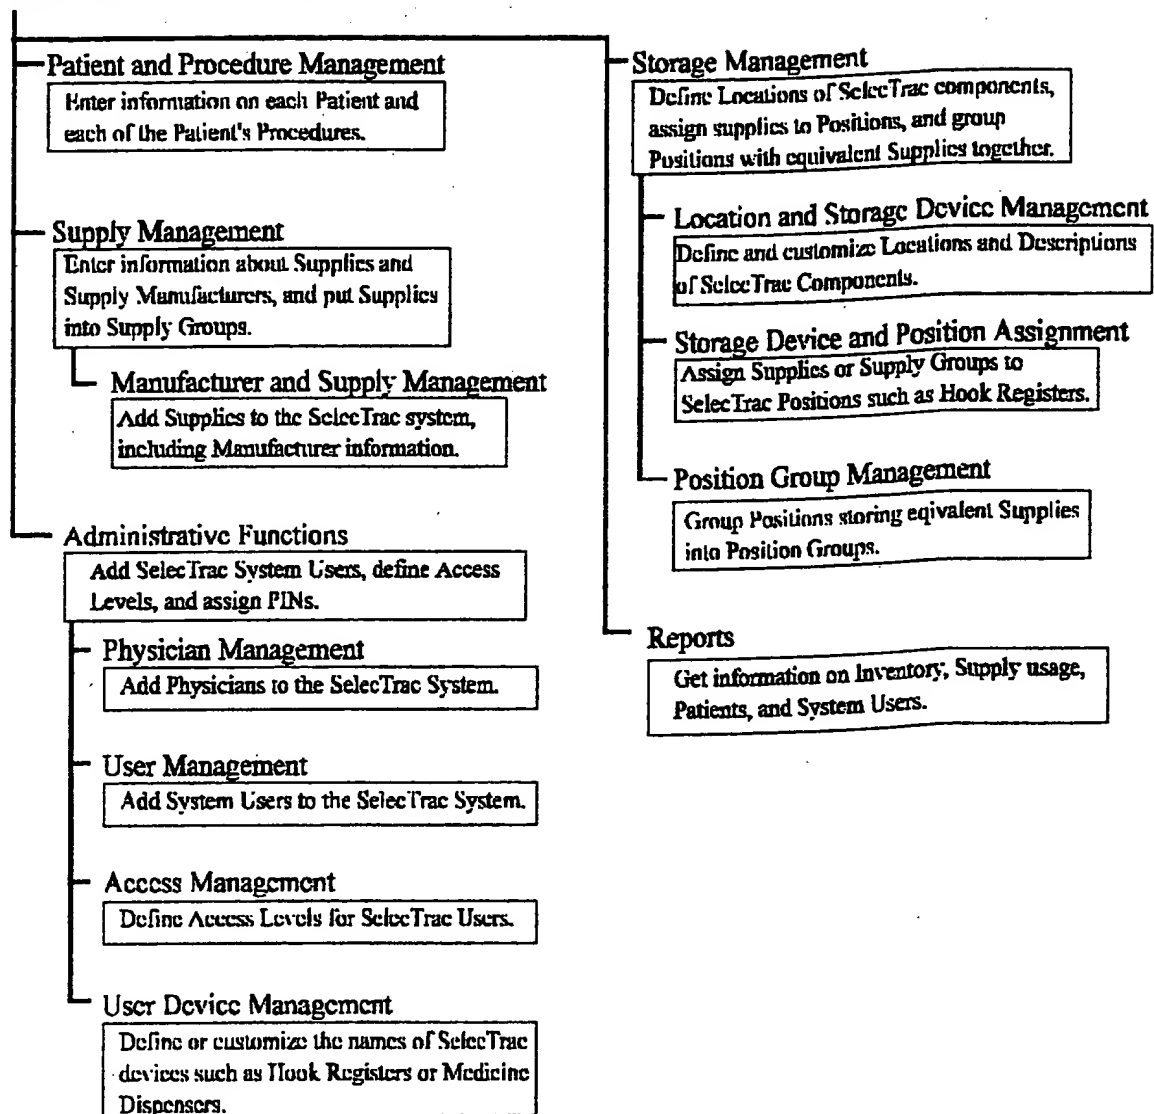 Patient and Procedure Management
Enter information on each Patient and
each of the Patient's Procedures.
Supply Management
Enter information about Supplies and
Supply Manufacturers, and put Supplies
into Supply Groups.
Manufacturer and Supply Management
Add Supplies to the SelecTrac system,
including Manufacturer information.
Administrative Functions
Add SelecTrac System Users, define Access
Levels, and assign PINs.
Physician Management
Add Physicians to the SelecTrac System.
User Management
Add System Users to the SelecTrac System.
Access Management
Define Access Levels for SelecTrac Users.
User Device Management
Define or customize the names of SelecTrac
devices such as Hook Registers or Medicine
Dispensers.
Storage Management
Define Locations of SelecTrac components,
assign supplies to Positions, and group
Positions with equivalent Supplies together.
Location and Storage Device Management
Define and customize Locations and Descriptions
of SelecTrac Components.
Storage Device and Position Assignment
Assign Supplies or Supply Groups to
SelecTrac Positions such as Hook Registers.
Position Group Management
Group Positions storing eqivalent Supplies
into Position Groups.
Reports
Get information on Inventory, Supply usage,
Patients, and System Users.